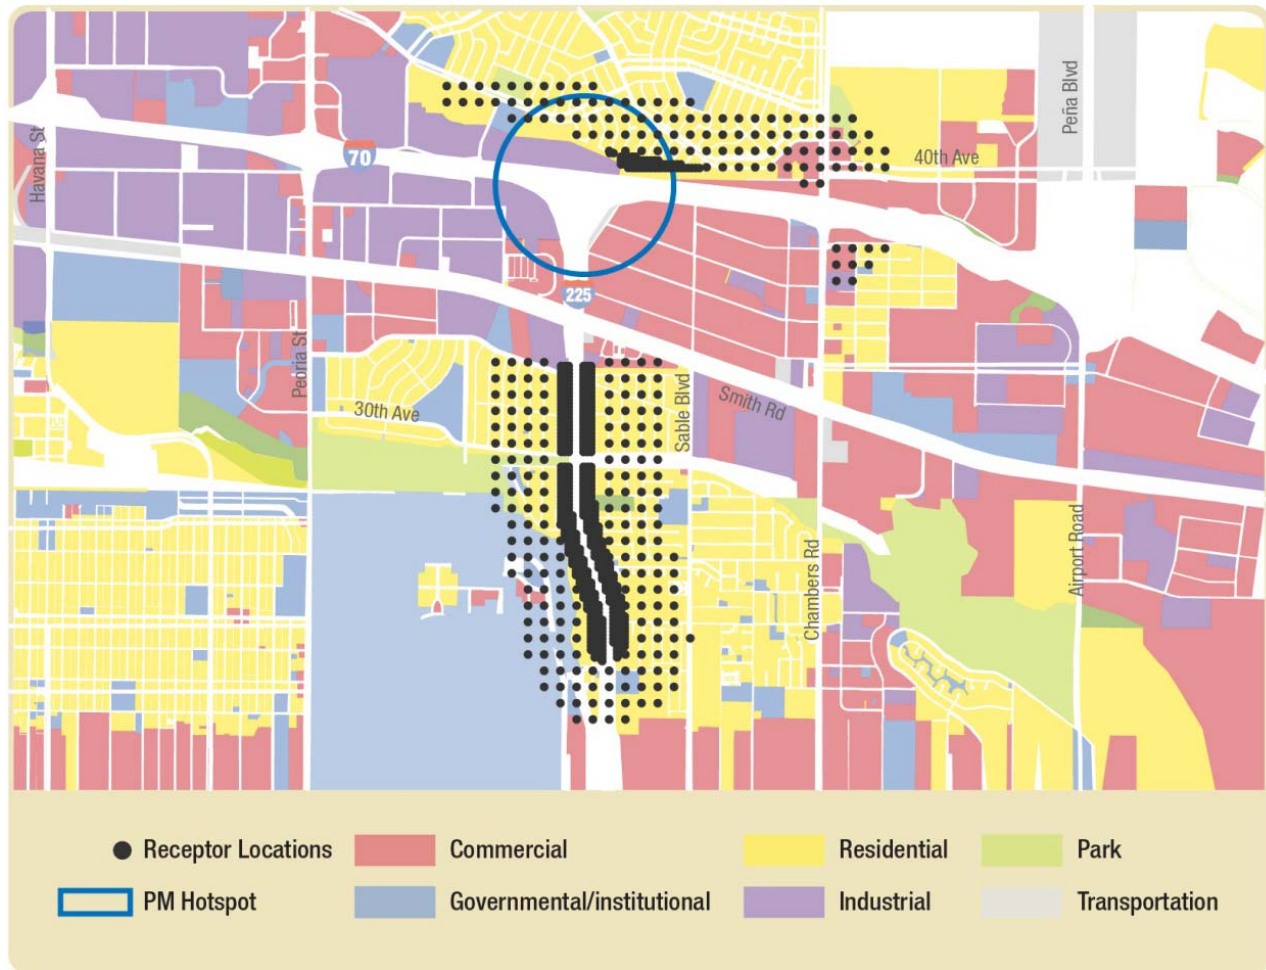 Havana St
70
Peña Blvd
40th Ave
225
Peoria St
30th Ave
Sable Blvd
Smith Rd
Chambers Rd
Airport Road
Receptor Locations
Commercial
Residential
Park
PM Hotspot
Governmental/institutional
Industrial
Transportation